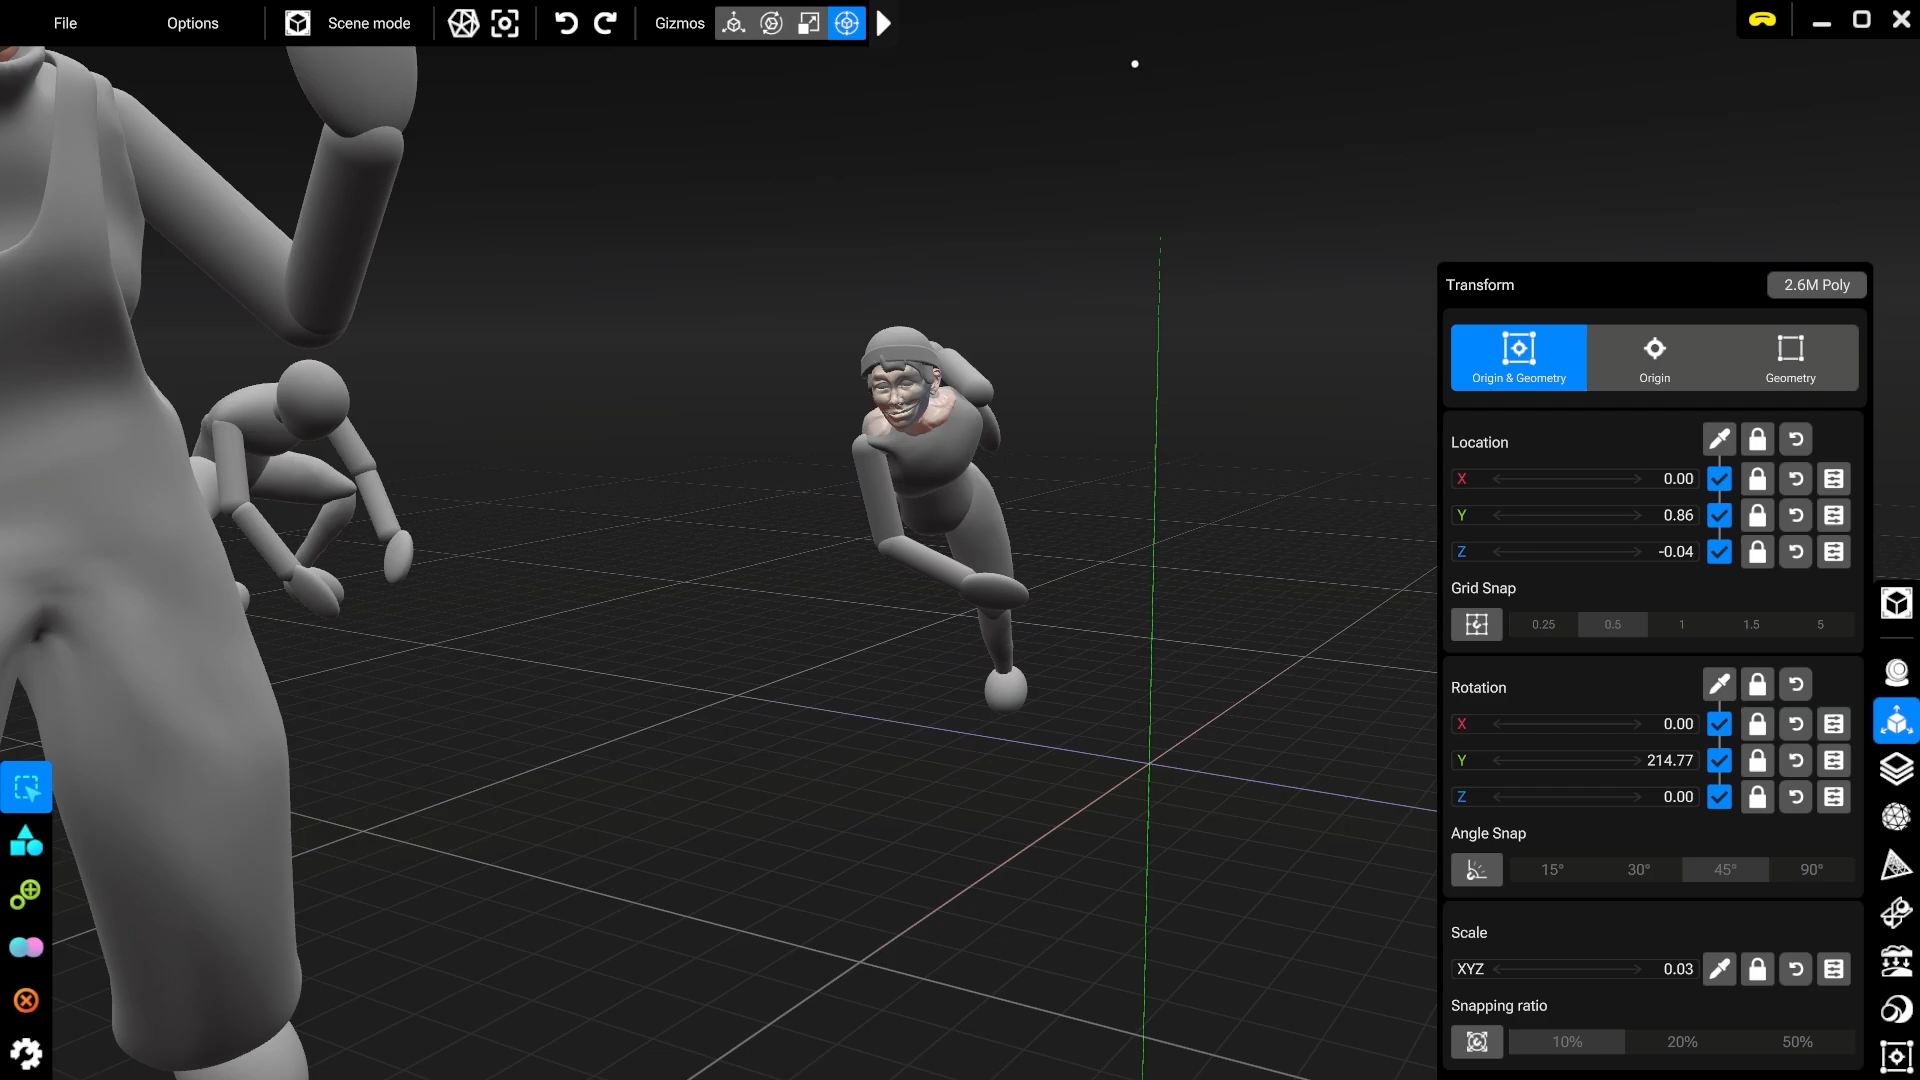 File Options Scene mode Gizmos
Transform 2.6M Poly
Origin & Geometry Origin Geometry
Location
X 0.00
Y 0.86
Z -0.04
Grid Snap
0.25 0.5 1 1.5 5
Rotation
X 0.00
Y 214.77
Z 0.00
Angle Snap
15° 30° 45° 90°
Scale
XYZ 0.03
Snapping ratio
10% 20% 50%